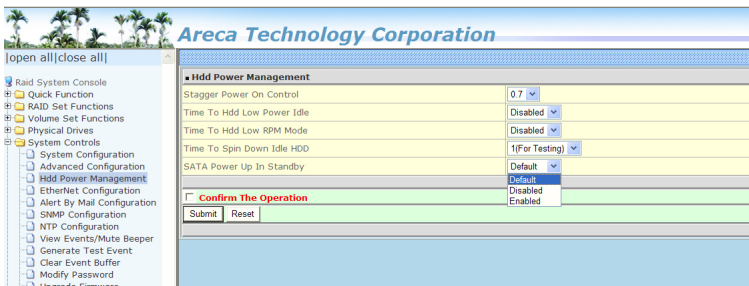 Areca Technology Corporation
|open all|close all|
Raid System Console
Quick Function
RAID Set Functions
Volume Set Functions
Physical Drives
System Controls
System Configuration
Advanced Configuration
Hdd Power Management
EtherNet Configuration
Alert By Mail Configuration
SNMP Configuration
NTP Configuration
View Events/Mute Beeper
Generate Test Event
Clear Event Buffer
Modify Password
Upgrade Firmware
Hdd Power Management
Stagger Power On Control 0.7
Time To Hdd Low Power Idle Disabled
Time To Hdd Low RPM Mode Disabled
Time To Spin Down Idle HDD 1(For Testing)
SATA Power Up In Standby Default
Default
Disabled
Enabled
Confirm The Operation
Submit Reset